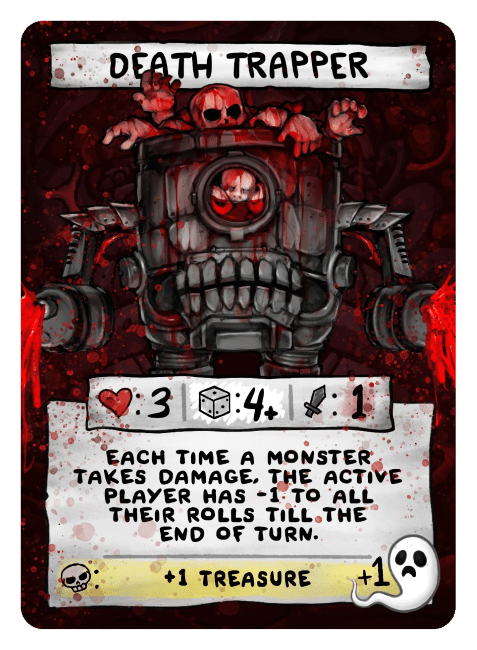 DEATH TRAPPER
:3 :4+ :1
EACH TIME A MONSTER
TAKES DAMAGE, THE ACTIVE
PLAYER HAS -1 TO ALL
THEIR ROLLS TILL THE
END OF TURN.
: +1 TREASURE +1